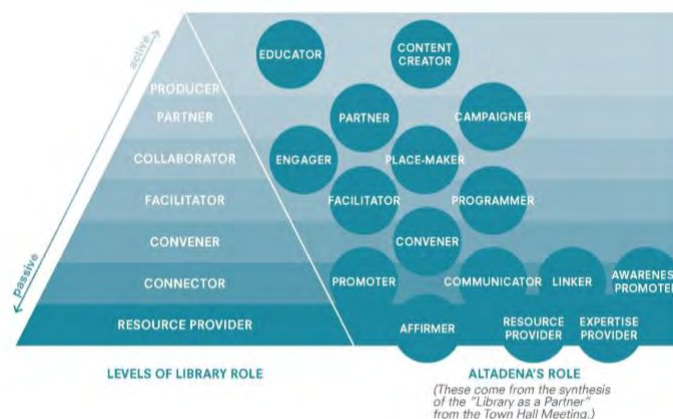 active
passive
PRODUCER
PARTNER
COLLABORATOR
FACILITATOR
CONVENER
CONNECTOR
RESOURCE PROVIDER
EDUCATOR
CONTENT
CREATOR
PARTNER
CAMPAIGNER
ENGAGER
PLACE-MAKER
FACILITATOR
PROGRAMMER
CONVENER
PROMOTER
COMMUNICATOR
LINKER
AWARENESS
PROMOTER
AFFIRMER
RESOURCE
PROVIDER
EXPERTISE
PROVIDER
LEVELS OF LIBRARY ROLE
ALTADENA'S ROLE
(These come from the synthesis
of the "Library as a Partner"
from the Town Hall Meeting.)